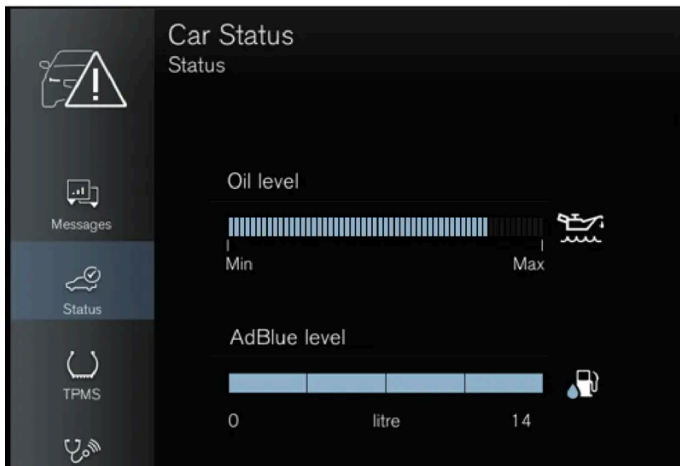 Car Status
Status
Messages
Status
TPMS
Oil level
Min Max
AdBlue level
0 litre 14